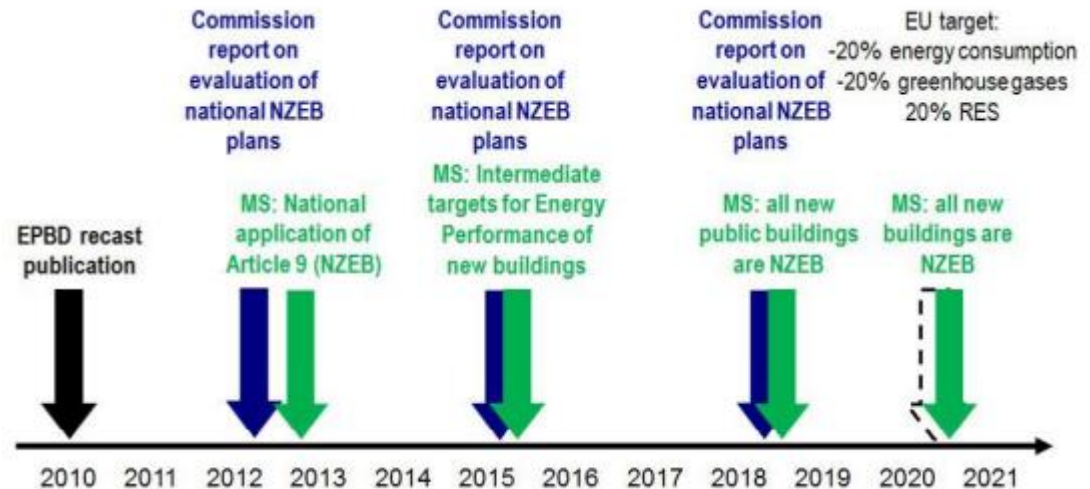 Commission
report on
evaluation of
national NZEB
plans
Commission
report on
evaluation of
national NZEB
plans
Commission
report on
evaluation of
national NZEB
plans
EU target:
-20% energy consumption
-20% greenhouse gases
20% RES
EPBD recast
publication
MS: National
application of
Article 9 (NZEB)
MS: Intermediate
targets for Energy
Performance of
new buildings
MS: all new
public buildings
are NZEB
MS: all new
buildings are
NZEB
2010 2011 2012 2013 2014 2015 2016 2017 2018 2019 2020 2021